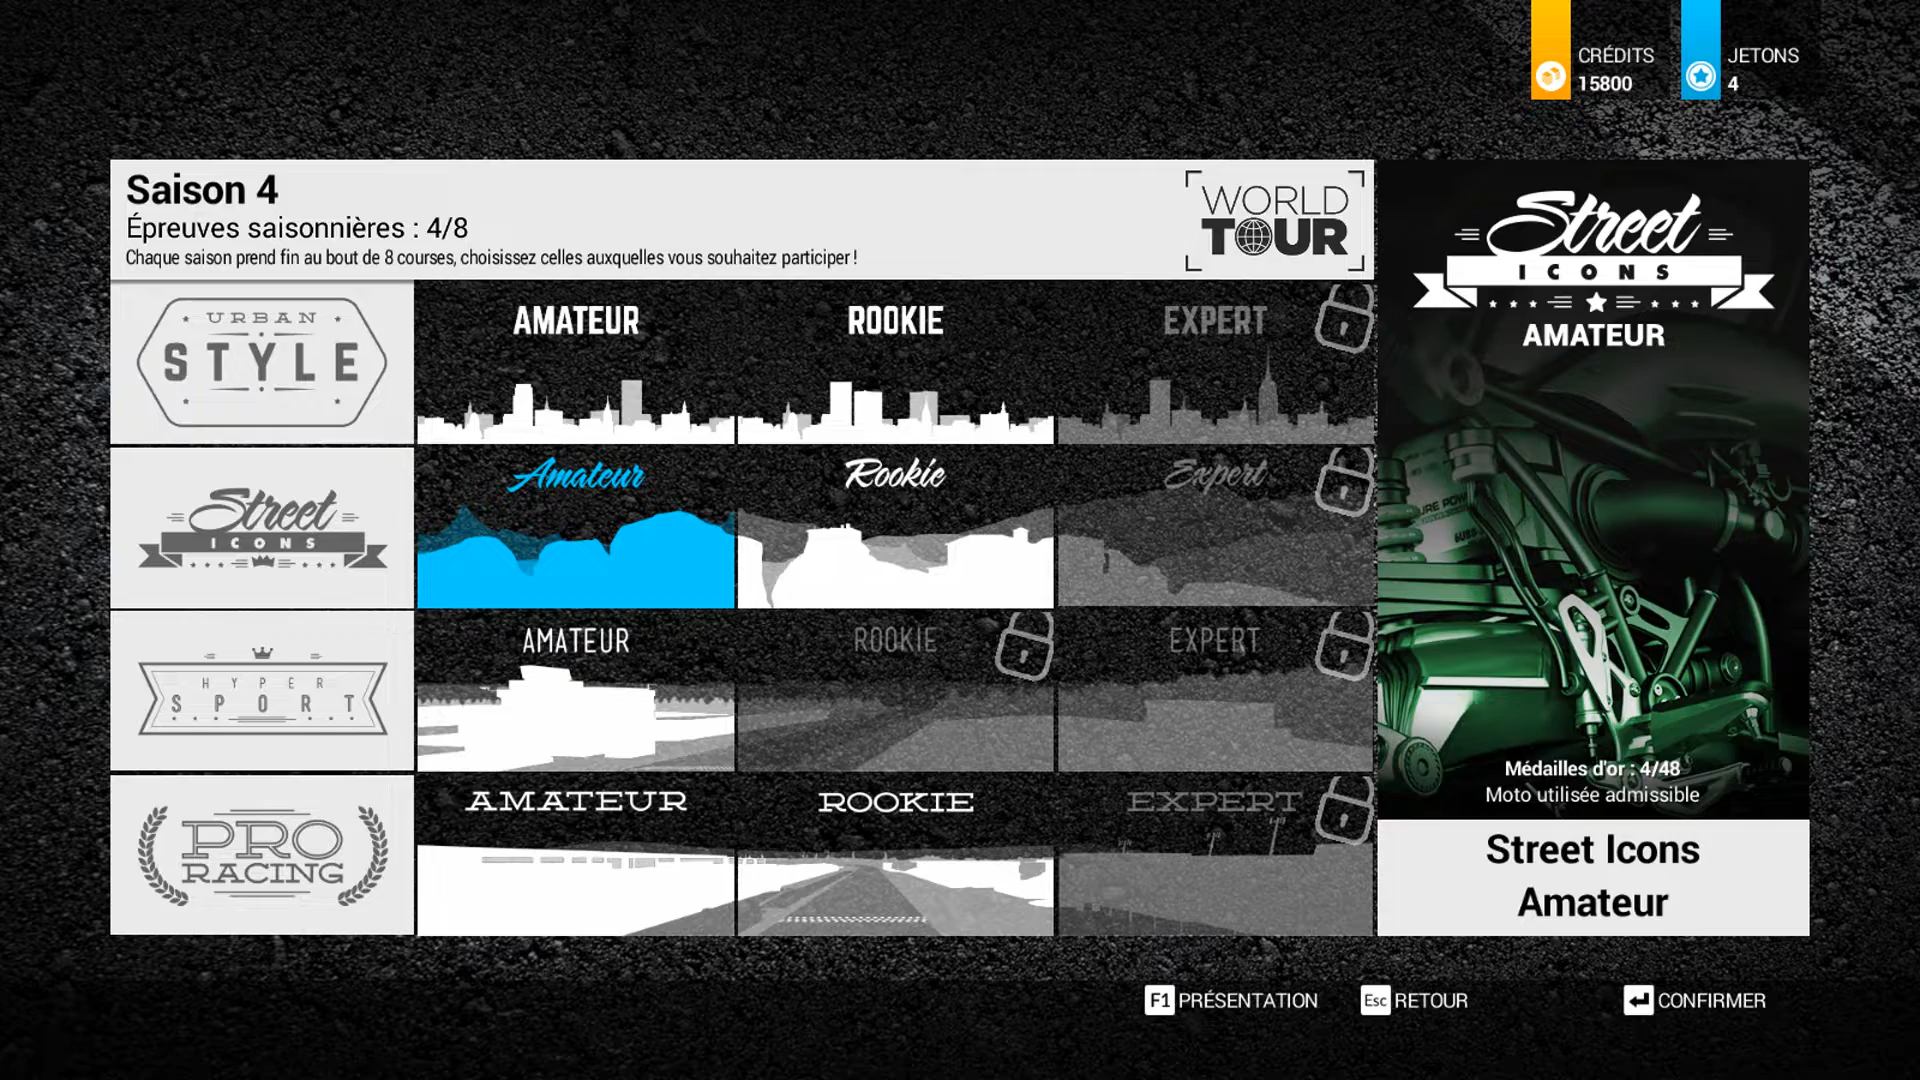 CRÉDITS
15800
JETONS
4
Saison 4
Épreuves saisonnières : 4/8
Chaque saison prend fin au bout de 8 courses, choisissez celles auxquelles vous souhaitez participer !
WORLD
TOUR
URBAN
STYLE
AMATEUR
ROOKIE
EXPERT
Street
ICONS
Amateur
Rookie
Expert
HYPER
SPORT
AMATEUR
ROOKIE
EXPERT
PRO
RACING
AMATEUR
ROOKIE
EXPERT
Street
ICONS
AMATEUR
Médailles d'or : 4/48
Moto utilisée admissible
Street Icons
Amateur
F1 PRÉSENTATION
Esc RETOUR
CONFIRMER